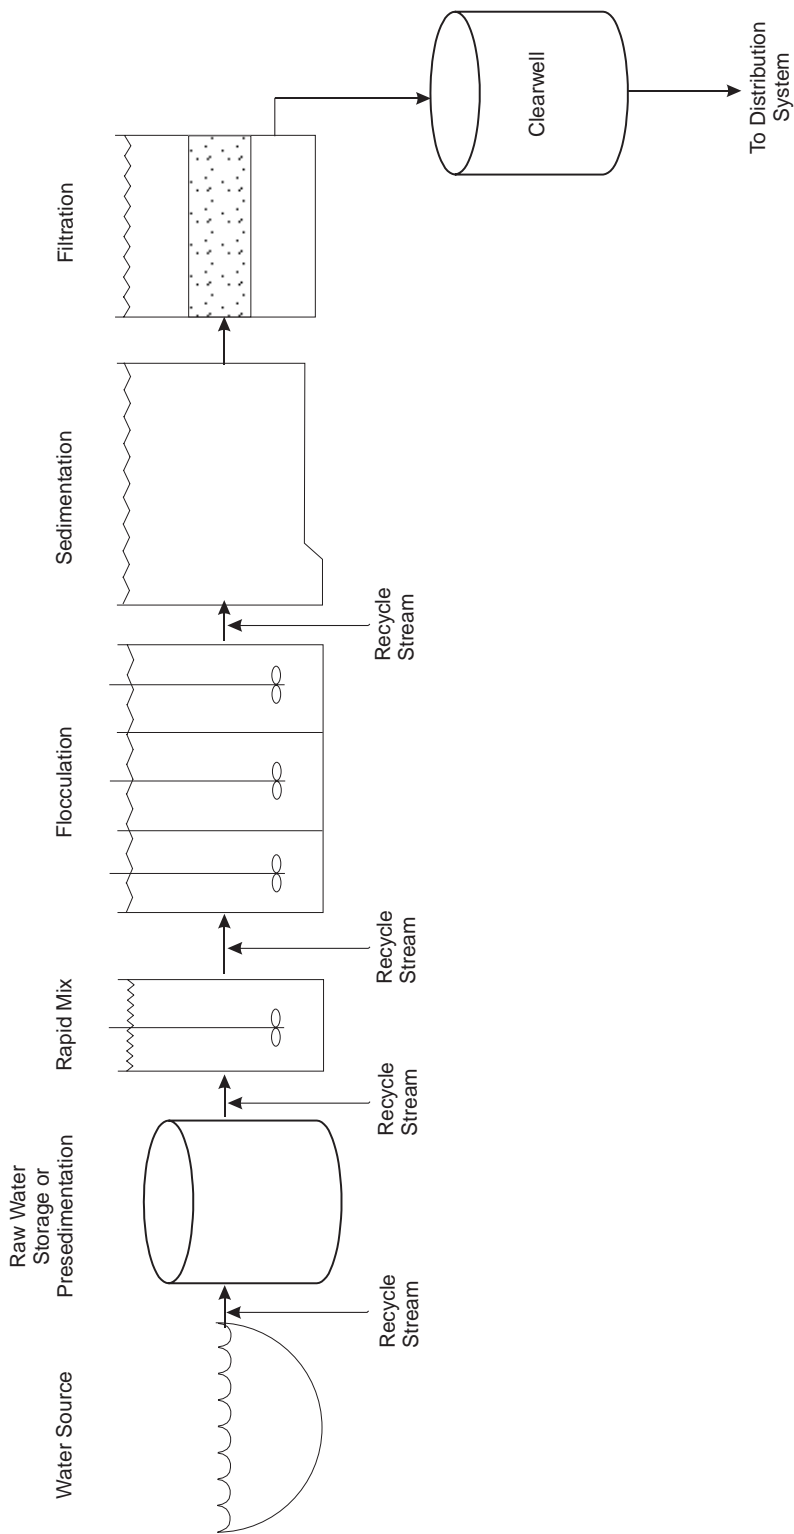 Water Source
Raw Water
Storage or
Presedimentation
Rapid Mix
Flocculation
Sedimentation
Filtration
Recycle
Stream
Recycle
Stream
Recycle
Stream
Recycle
Stream
Clearwell
To Distribution
System